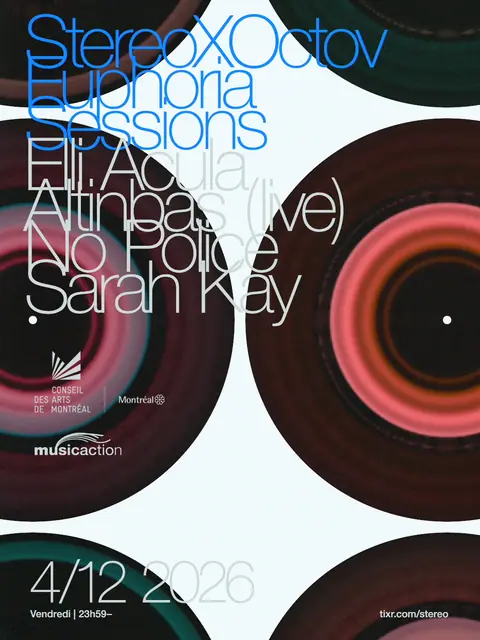 StereoXOctov
Euphoria
Sessions
Elli Acula
Altinbas (live)
No Police
Sarah Kay
CONSEIL
DES ARTS
DE MONTRÉAL
Montréal
musicaction
4/12 2026
Vendredi | 23h59–
tixr.com/stereo